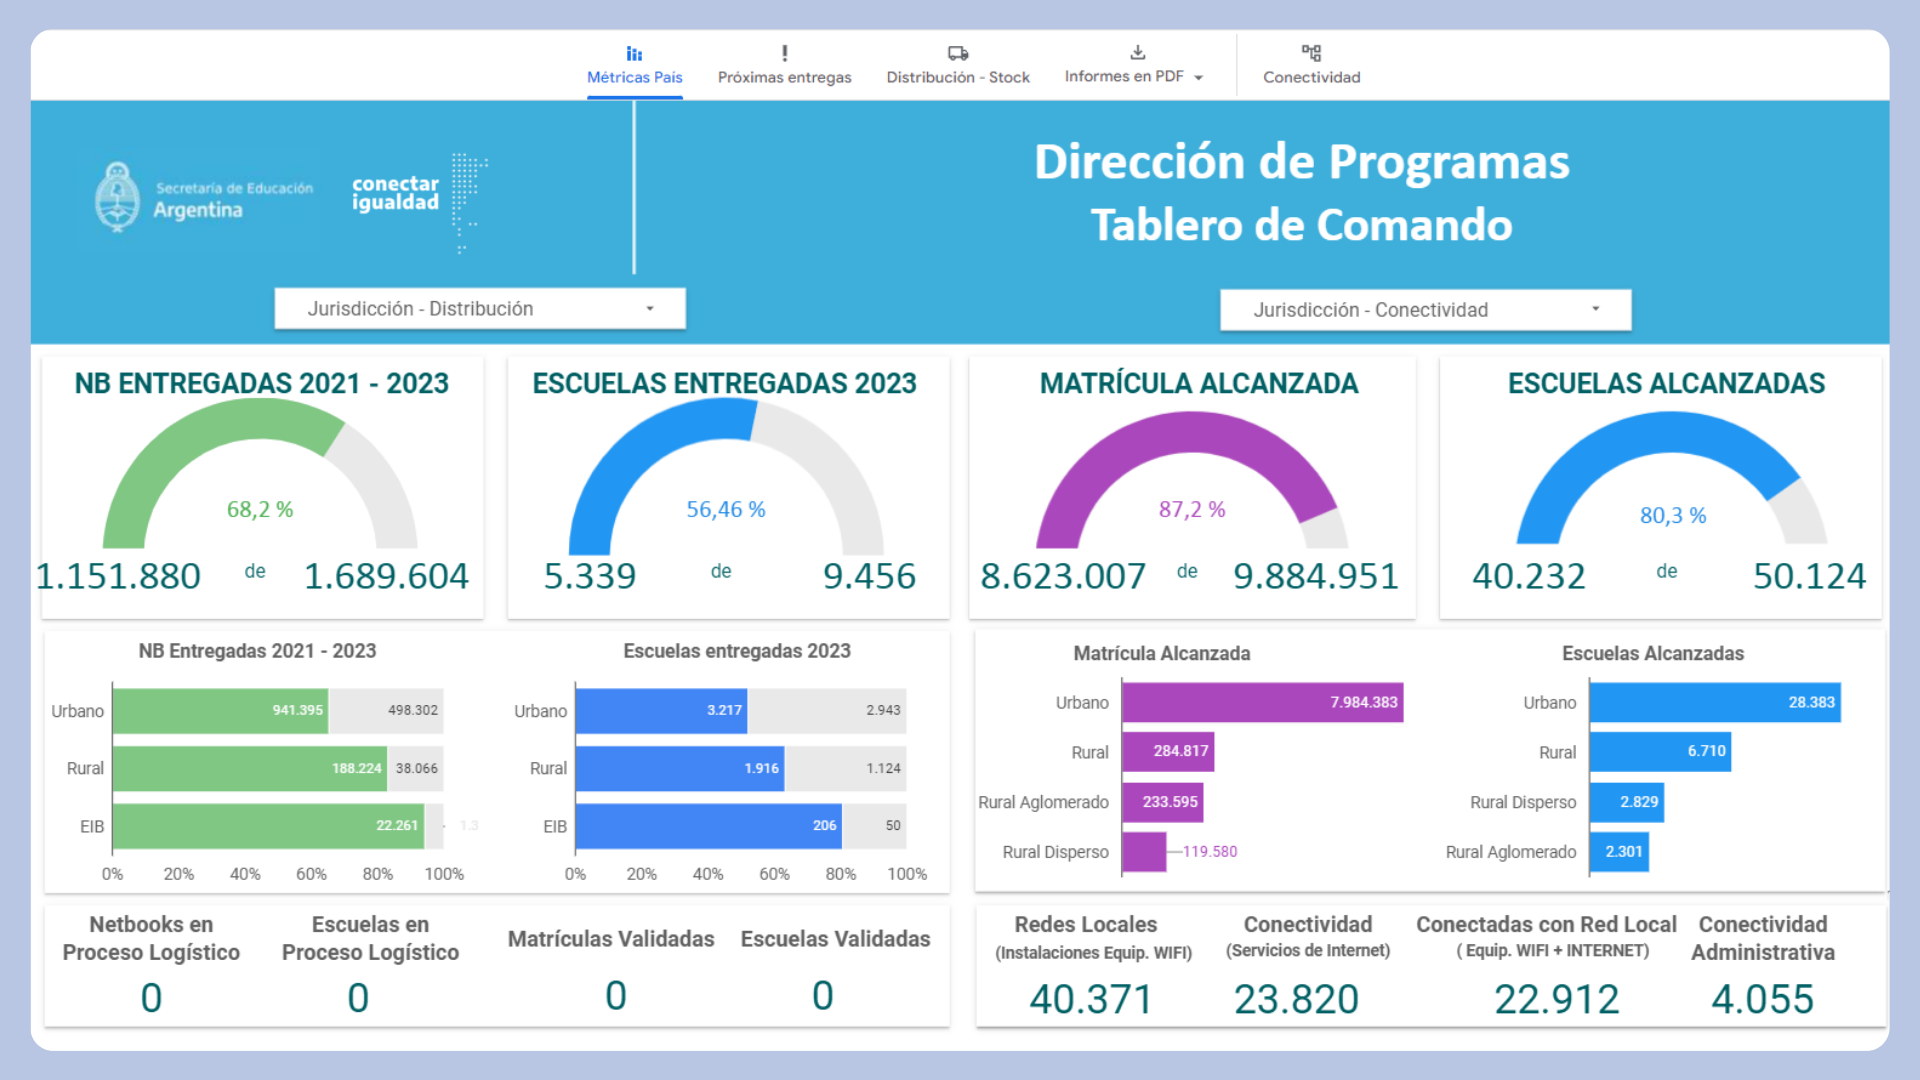 Métricas Pais
Próximas entregas
Distribución - Stock
Informes en PDF
Conectividad
Secretaría de Educación
Argentina
conectar
igualdad
Dirección de Programas
Tablero de Comando
Jurisdicción - Distribución
Jurisdicción - Conectividad
NB ENTREGADAS 2021 - 2023
68,2 %
1.151.880 de 1.689.604
ESCUELAS ENTREGADAS 2023
56,46 %
5.339 de 9.456
MATRÍCULA ALCANZADA
87,2 %
8.623.007 de 9.884.951
ESCUELAS ALCANZADAS
80,3 %
40.232 de 50.124
NB Entregadas 2021 - 2023
Urbano 941.395 498.302
Rural 188.224 38.066
EIB 22.261 1.3
0% 20% 40% 60% 80% 100%
Escuelas entregadas 2023
Urbano 3.217 2.943
Rural 1.916 1.124
EIB 206 50
0% 20% 40% 60% 80% 100%
Matrícula Alcanzada
Urbano 7.984.383
Rural 284.817
Rural Aglomerado 233.595
Rural Disperso 119.580
Escuelas Alcanzadas
Urbano 28.383
Rural 6.710
Rural Disperso 2.829
Rural Aglomerado 2.301
Netbooks en
Proceso Logístico
0
Escuelas en
Proceso Logístico
0
Matrículas Validadas
0
Escuelas Validadas
0
Redes Locales
(Instalaciones Equip. WIFI)
40.371
Conectividad
(Servicios de Internet)
23.820
Conectadas con Red Local
( Equip. WIFI + INTERNET)
22.912
Conectividad
Administrativa
4.055